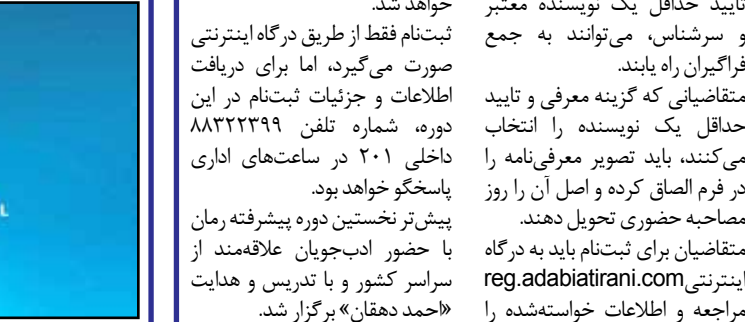 تایید حداقل یک نویسنده معتبر
و سرشناس، می‌توانند به جمع
فراگیران راه یابند.
متقاضیانی که گزینه معرفی و تایید
حداقل یک نویسنده را انتخاب
می‌کنند، باید تصویر معرفی‌نامه را
در فرم الصاق کرده و اصل آن را روز
مصاحبه حضوری تحویل دهند.
متقاضیان برای ثبت‌نام باید به درگاه
اینترنتی reg.adabiatirani.com
مراجعه و اطلاعات خواسته‌شده را
خواهد شد.
ثبت‌نام فقط از طریق درگاه اینترنتی
صورت می‌گیرد، اما برای دریافت
اطلاعات و جزئیات ثبت‌نام در این
دوره، شماره تلفن ۸۸۳۲۲۳۹۹
داخلی ۲۰۱ در ساعت‌های اداری
پاسخگو خواهد بود.
پیش‌تر نخستین دوره پیشرفته رمان
با حضور ادب‌جویان علاقه‌مند از
سراسر کشور و با تدریس و هدایت
«احمد دهقان» برگزار شد.
L